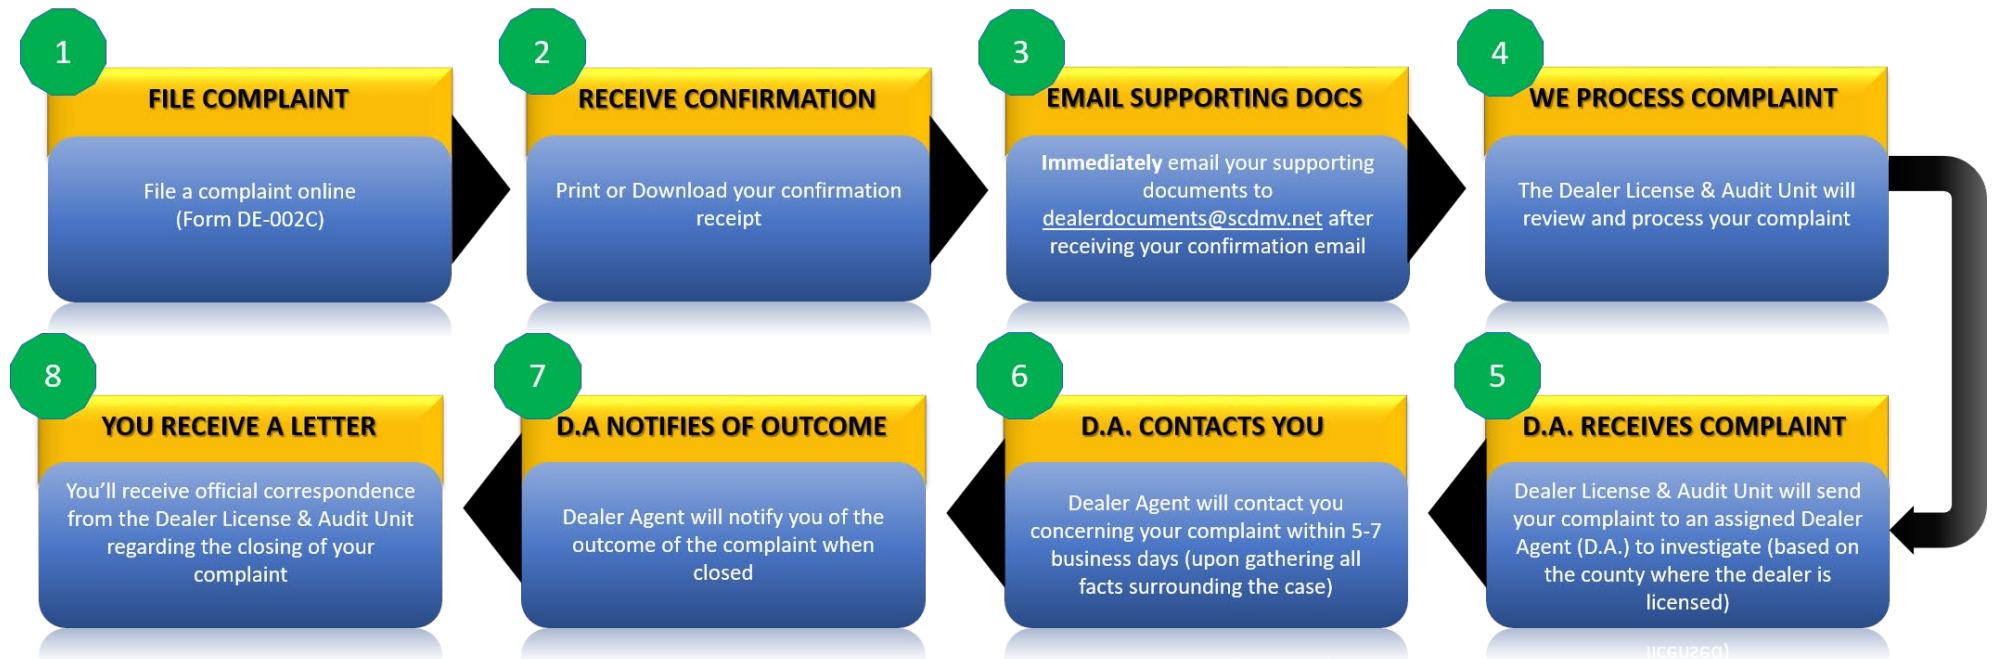 1
FILE COMPLAINT
File a complaint online
(Form DE-002C)
2
RECEIVE CONFIRMATION
Print or Download your confirmation
receipt
3
EMAIL SUPPORTING DOCS
Immediately email your supporting
documents to
dealerdocuments@scdmv.net after
receiving your confirmation email
4
WE PROCESS COMPLAINT
The Dealer License & Audit Unit will
review and process your complaint
5
D.A. RECEIVES COMPLAINT
Dealer License & Audit Unit will send
your complaint to an assigned Dealer
Agent (D.A.) to investigate (based on
the county where the dealer is
licensed)
6
D.A. CONTACTS YOU
Dealer Agent will contact you
concerning your complaint within 5-7
business days (upon gathering all
facts surrounding the case)
7
D.A NOTIFIES OF OUTCOME
Dealer Agent will notify you of the
outcome of the complaint when
closed
8
YOU RECEIVE A LETTER
You’ll receive official correspondence
from the Dealer License & Audit Unit
regarding the closing of your
complaint